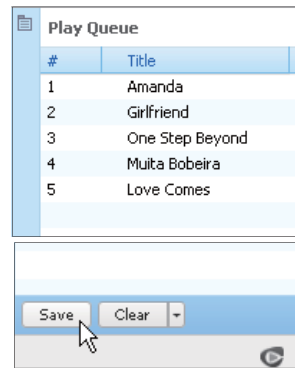 Play Queue
# Title
1 Amanda
2 Girlfriend
3 One Step Beyond
4 Muita Bobeira
5 Love Comes
Save Clear